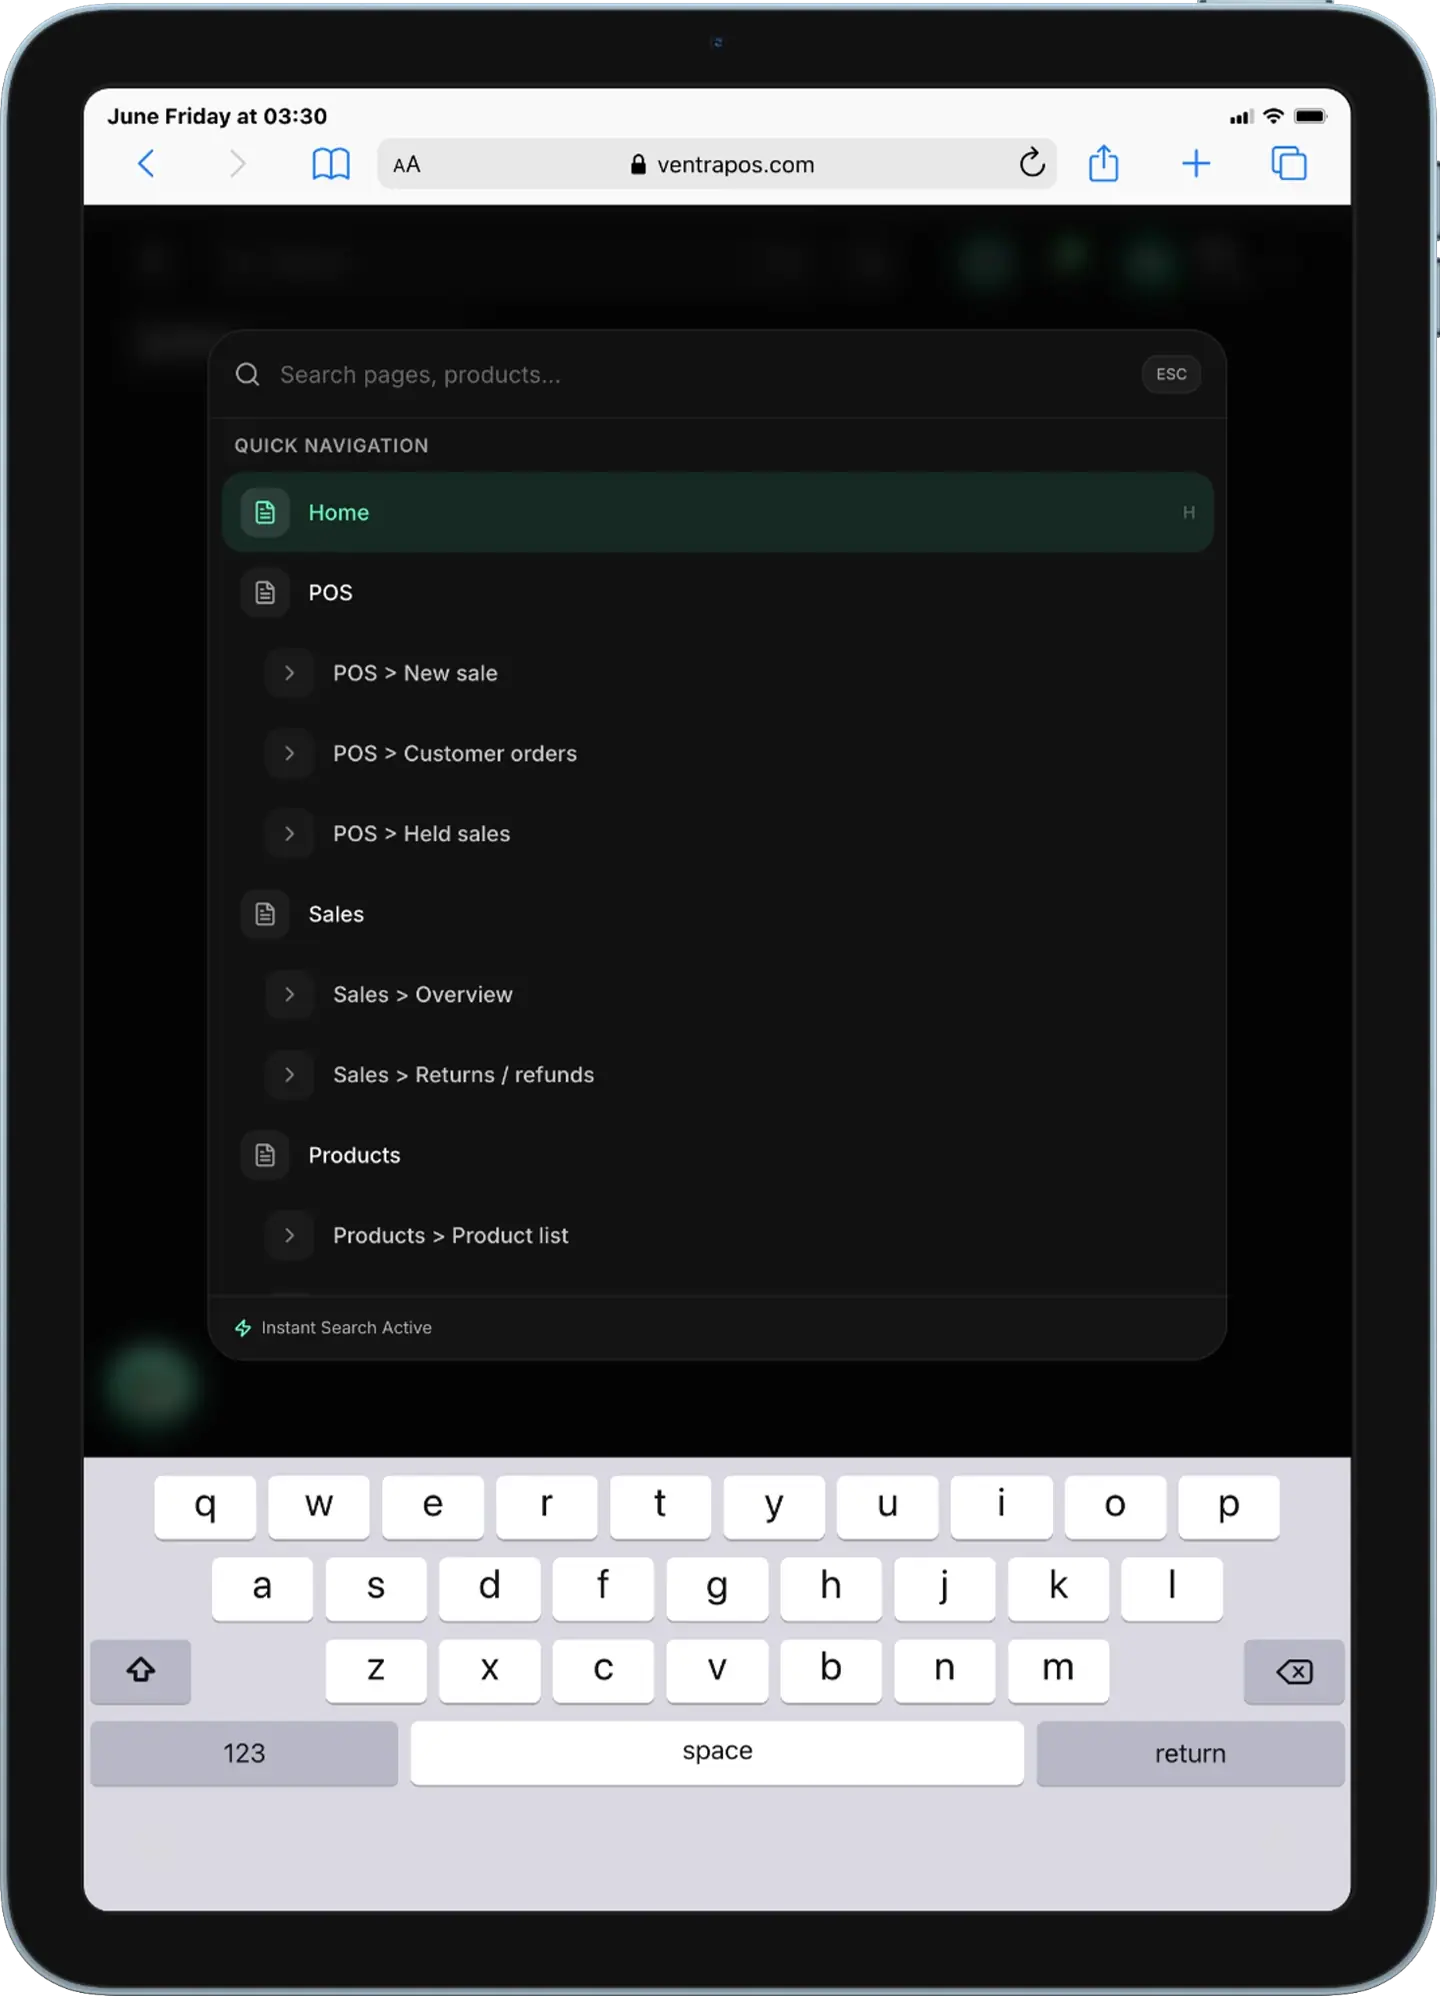 June Friday at 03:30
AA ventrapos.com
Search pages, products... ESC
QUICK NAVIGATION
Home H
POS
POS > New sale
POS > Customer orders
POS > Held sales
Sales
Sales > Overview
Sales > Returns / refunds
Products
Products > Product list
Instant Search Active
q w e r t y u i o p
a s d f g h j k l
z x c v b n m
123 space return